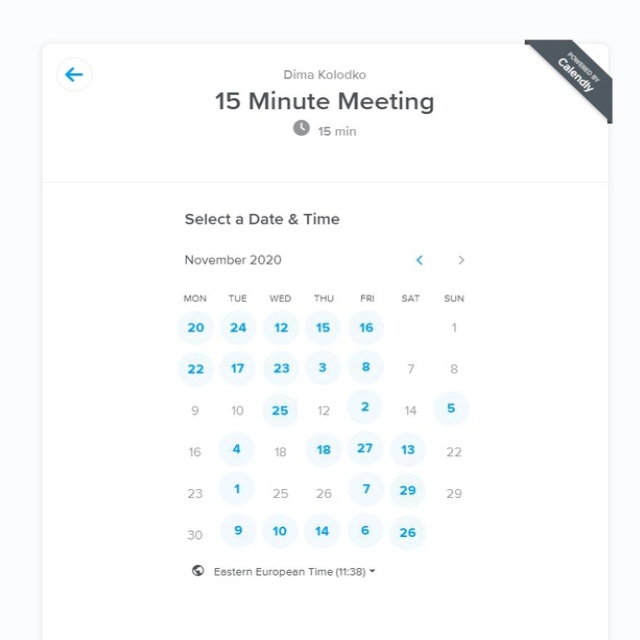 POWERED BY
Calendly
Dima Kolodko
15 Minute Meeting
15 min
Select a Date & Time
November 2020
MON TUE WED THU FRI SAT SUN
20 24 12 15 16 1
22 17 23 3 8 7 8
9 10 25 12 2 14 5
16 4 18 18 27 13 22
23 1 25 26 7 29 29
30 9 10 14 6 26
Eastern European Time (11:38)